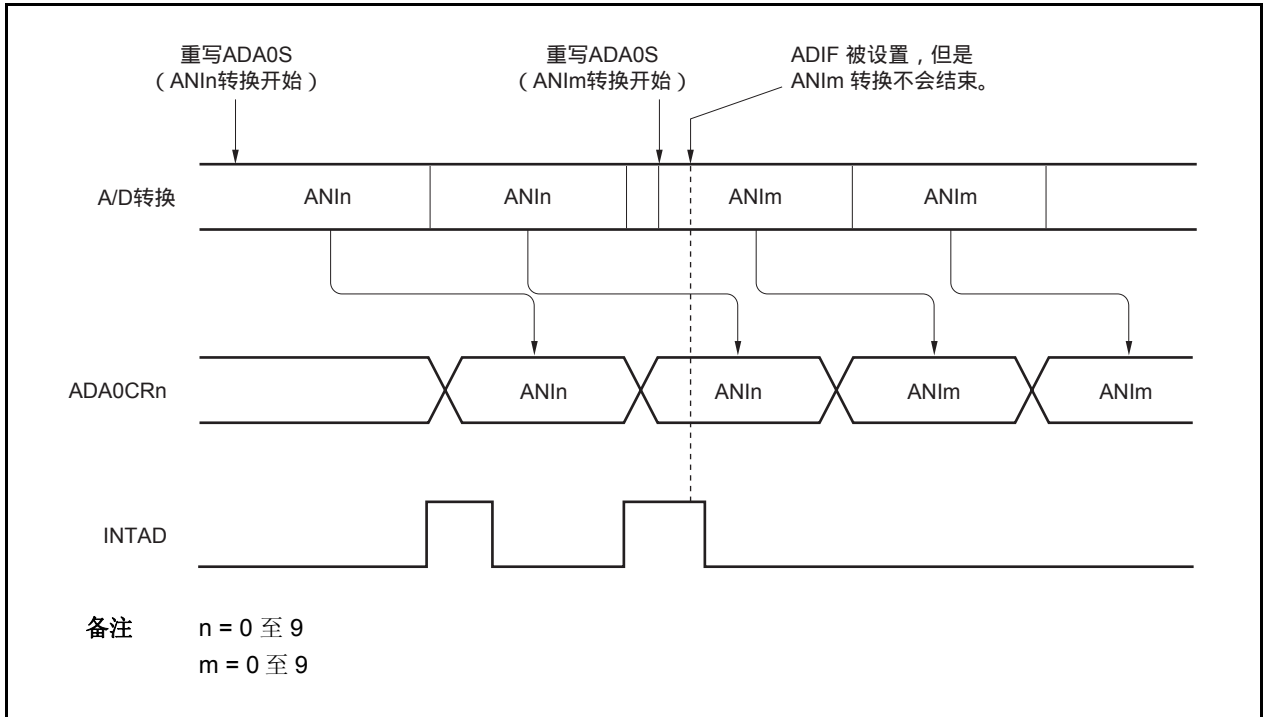 重写ADA0S
（ANIn转换开始）
重写ADA0S
（ANIm转换开始）
ADIF 被设置，但是
ANIm 转换不会结束。
A/D转换
ANIn
ANIn
ANIm
ANIm
ADA0CRn
ANIn
ANIn
ANIm
ANIm
INTAD
备注 n = 0 至 9
m = 0 至 9